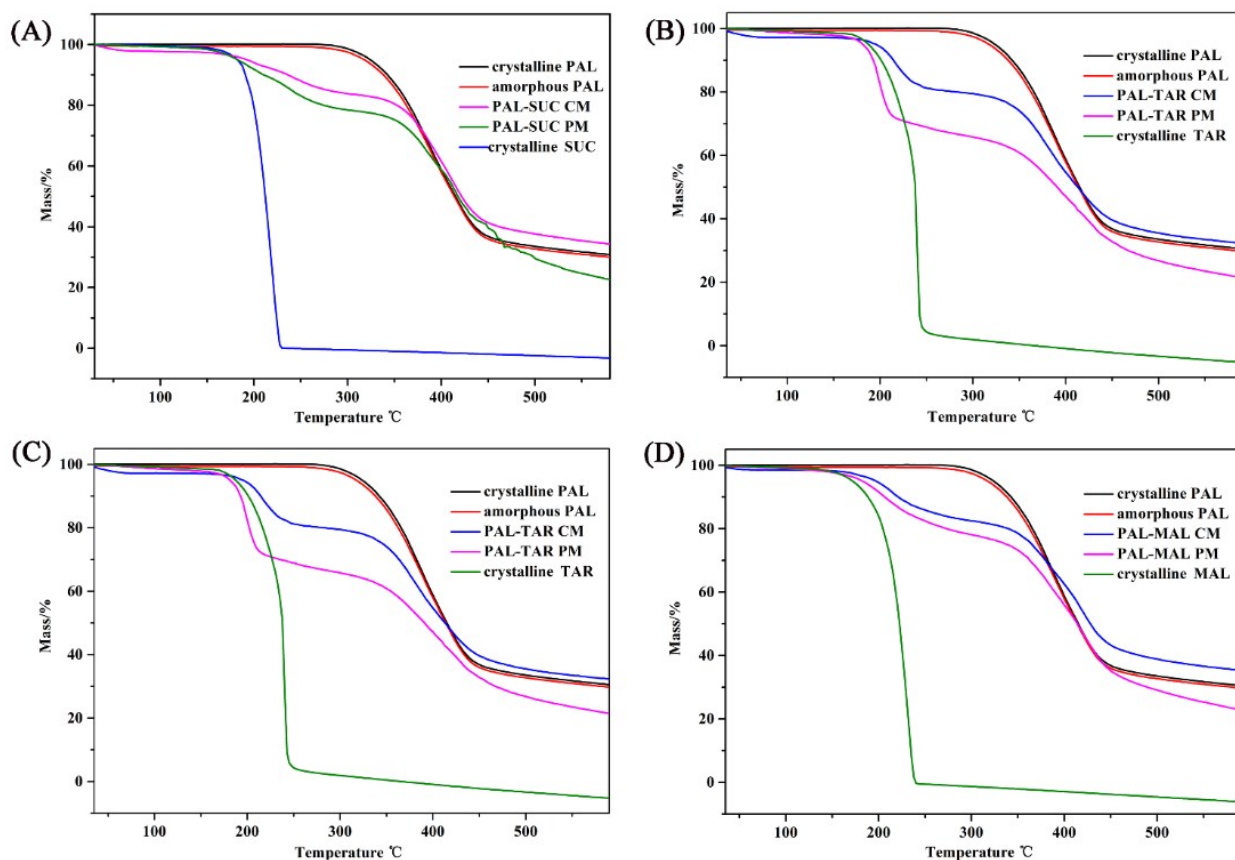 (A)
100
80
60
40
20
0
Mass/%
crystalline PAL
amorphous PAL
PAL-SUC CM
PAL-SUC PM
crystalline SUC
100 200 300 400 500
Temperature ℃
(B)
100
80
60
40
20
0
Mass/%
crystalline PAL
amorphous PAL
PAL-TAR CM
PAL-TAR PM
crystalline TAR
100 200 300 400 500
Temperature ℃
(C)
100
80
60
40
20
0
Mass/%
crystalline PAL
amorphous PAL
PAL-TAR CM
PAL-TAR PM
crystalline TAR
100 200 300 400 500
Temperature ℃
(D)
100
80
60
40
20
0
Mass/%
crystalline PAL
amorphous PAL
PAL-MAL CM
PAL-MAL PM
crystalline MAL
100 200 300 400 500
Temperature ℃